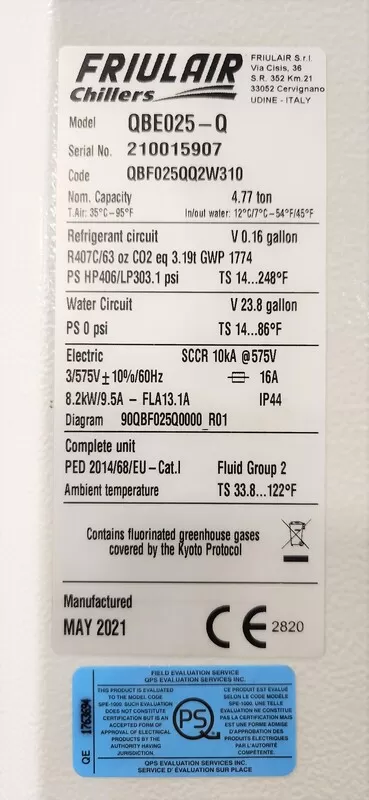 FRIULAIR
Chillers
FRIULAIR S.r.l.
Via Cisis, 36
S.R. 352 Km.21
33052 Cervignano
UDINE - ITALY
Model QBE025-Q
Serial No. 210015907
Code QBF025QQ2W310
Nom. Capacity 4.77 ton
T.Air: 35°C-95°F In/out water: 12°C/7°C-54°F/45°F
Refrigerant circuit V 0.16 gallon
R407C/63 oz CO2 eq 3.19t GWP 1774
PS HP406/LP303.1 psi TS 14...248°F
Water Circuit V 23.8 gallon
PS 0 psi TS 14...86°F
Electric SCCR 10kA @575V
3/575V±10%/60Hz 16A
8.2kW/9.5A - FLA13.1A IP44
Diagram 90QBF025Q0000_R01
Complete unit
PED 2014/68/EU-Cat.I Fluid Group 2
Ambient temperature TS 33.8...122°F
Contains fluorinated greenhouse gases
covered by the Kyoto Protocol
Manufactured
MAY 2021
CE 2820
FIELD EVALUATION SERVICE
QPS EVALUATION SERVICES INC.
THIS PRODUCT IS EVALUATED
TO THE MODEL CODE
SPE-1000. SUCH EVALUATION
DOES NOT CONSTITUTE
CERTIFICATION BUT IS AN
ACCEPTED FORM OF
APPROVAL OF ELECTRICAL
PRODUCTS BY THE
AUTHORITY HAVING
JURISDICTION.
QPS
CE PRODUIT EST ÉVALUÉ
SELON LE CODE MODÈLE
SPE-1000. UNE TELLE
ÉVALUATION NE CONSTITUE
PAS LA CERTIFICATION MAIS
EST UNE FORME ADMISE
D'APPROBATION DES
PRODUITS ÉLECTRIQUES
PAR L'AUTORITÉ
COMPÉTENTE.
QE
QPS EVALUATION SERVICES INC.
SERVICE D'ÉVALUATION SUR PLACE